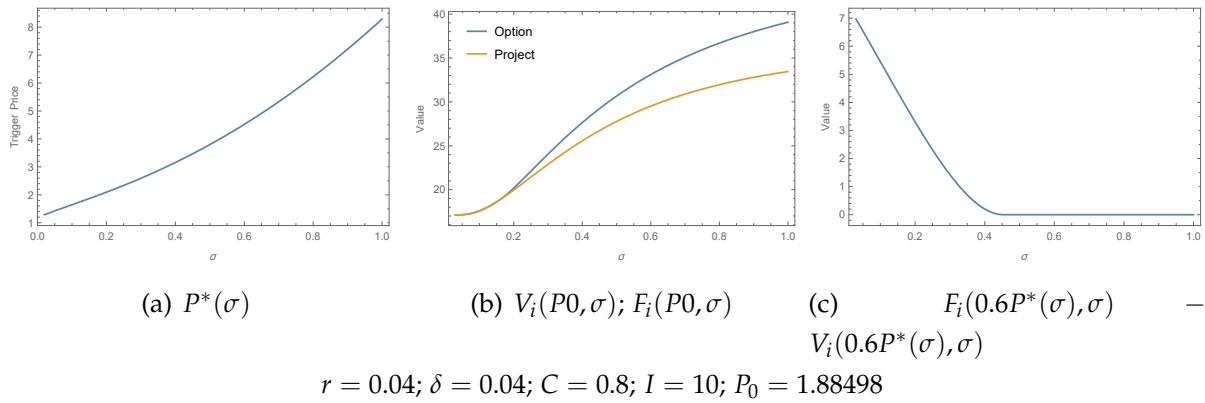 8
7
6
5
4
3
2
1
Trigger Price
0.0 0.2 0.4 0.6 0.8 1.0
σ
(a) P*(σ)
40
35
30
25
20
Value
Option
Project
0.2 0.4 0.6 0.8 1.0
σ
(b) V_i(P0, σ); F_i(P0, σ)
7
6
5
4
3
2
1
0
Value
0.2 0.4 0.6 0.8 1.0
σ
(c) F_i(0.6P*(σ), σ) −
V_i(0.6P*(σ), σ)
r = 0.04; δ = 0.04; C = 0.8; I = 10; P_0 = 1.88498